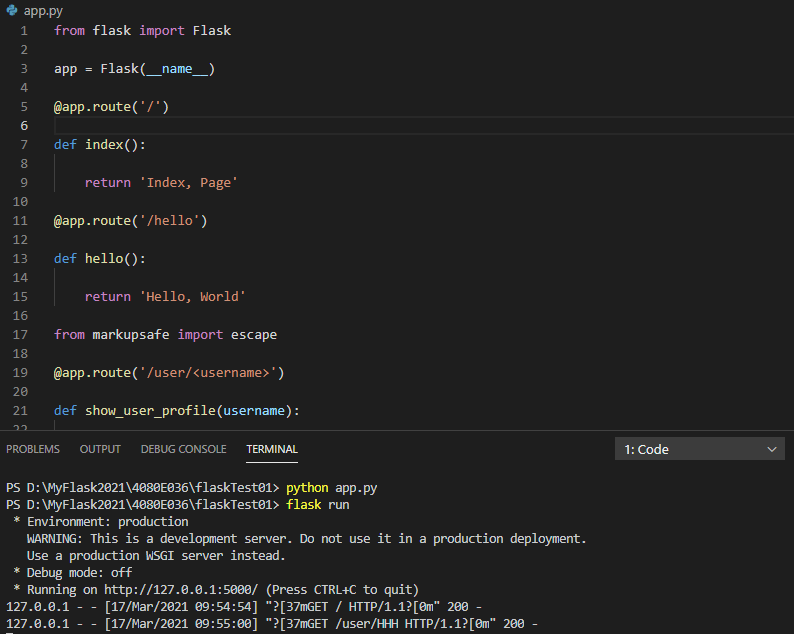 app.py
1 from flask import Flask
2
3 app = Flask(__name__)
4
5 @app.route('/')
6
7 def index():
8
9 return 'Index, Page'
10
11 @app.route('/hello')
12
13 def hello():
14
15 return 'Hello, World'
16
17 from markupsafe import escape
18
19 @app.route('/user/<username>')
20
21 def show_user_profile(username):
22
PROBLEMS OUTPUT DEBUG CONSOLE TERMINAL 1: Code
PS D:\MyFlask2021\4080E036\flaskTest01> python app.py
PS D:\MyFlask2021\4080E036\flaskTest01> flask run
* Environment: production
WARNING: This is a development server. Do not use it in a production deployment.
Use a production WSGI server instead.
* Debug mode: off
* Running on http://127.0.0.1:5000/ (Press CTRL+C to quit)
127.0.0.1 - - [17/Mar/2021 09:54:54] "?[37mGET / HTTP/1.1?[0m" 200 -
127.0.0.1 - - [17/Mar/2021 09:55:00] "?[37mGET /user/HHH HTTP/1.1?[0m" 200 -